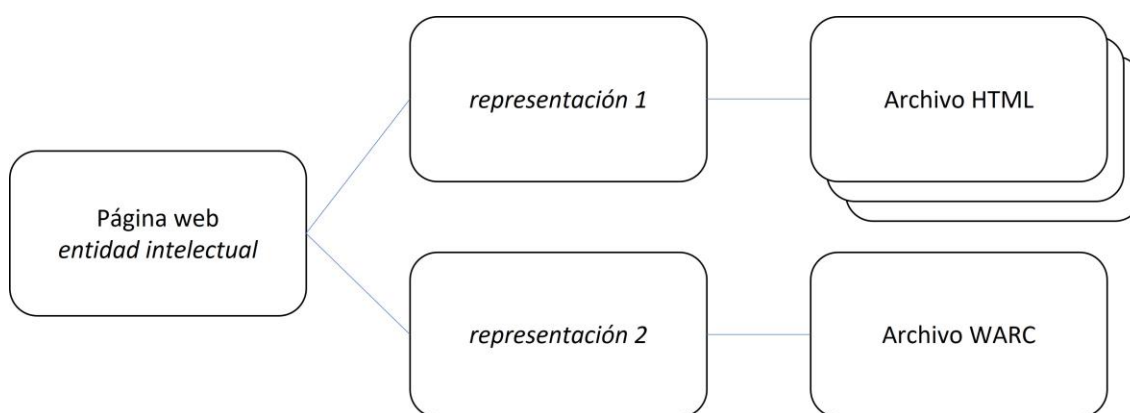 Página web
entidad intelectual
representación 1
Archivo HTML
representación 2
Archivo WARC